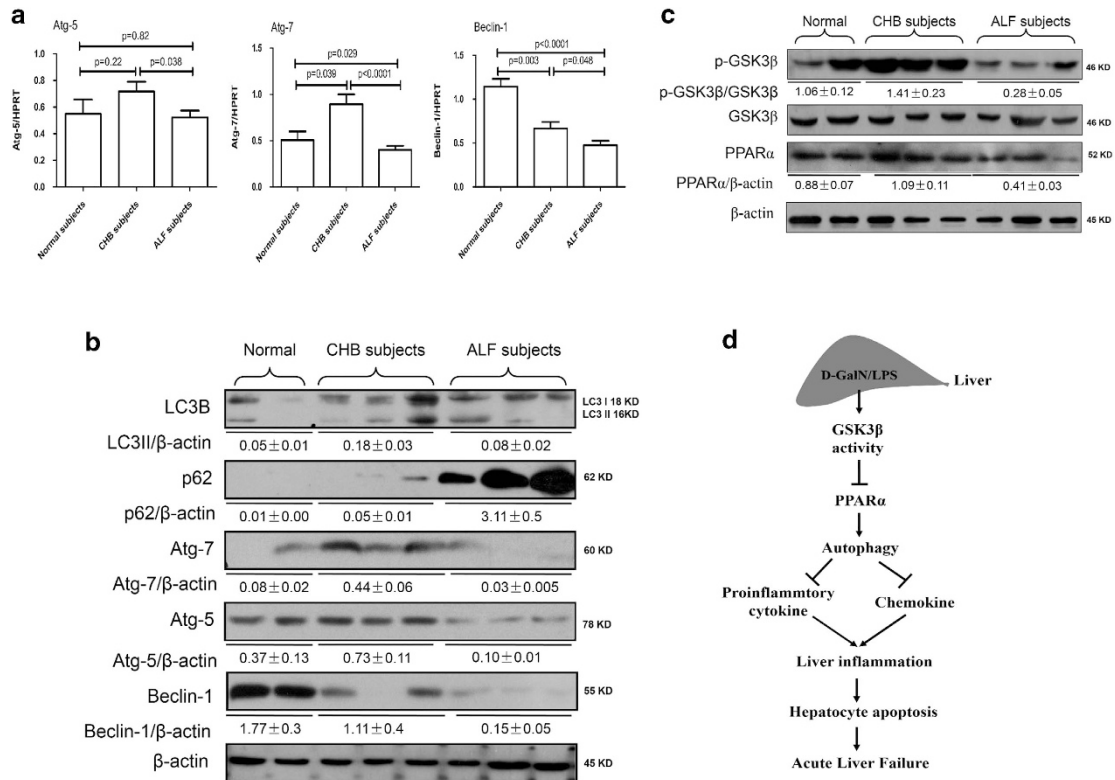 a
Atg-5
p=0.82
p=0.22
p=0.038
Atg-5/HPRT
1.0
0.8
0.6
0.4
0.2
0.0
Normal subjects
CHB subjects
ALF subjects
Atg-7
p=0.029
p=0.039
p<0.0001
Atg-7/HPRT
1.5
1.0
0.5
0.0
Normal subjects
CHB subjects
ALF subjects
Beclin-1
p<0.0001
p=0.003
p=0.048
Beclin-1/HPRT
1.5
1.0
0.5
0.0
Normal subjects
CHB subjects
ALF subjects
b
Normal CHB subjects ALF subjects
LC3B
LC3 I 18 KD
LC3 II 16KD
LC3II/β-actin 0.05±0.01 0.18±0.03 0.08±0.02
p62 62 KD
p62/β-actin 0.01±0.00 0.05±0.01 3.11±0.5
Atg-7 60 KD
Atg-7/β-actin 0.08±0.02 0.44±0.06 0.03±0.005
Atg-5 78 KD
Atg-5/β-actin 0.37±0.13 0.73±0.11 0.10±0.01
Beclin-1 55 KD
Beclin-1/β-actin 1.77±0.3 1.11±0.4 0.15±0.05
β-actin 45 KD
c
Normal CHB subjects ALF subjects
p-GSK3β 46 KD
p-GSK3β/GSK3β 1.06±0.12 1.41±0.23 0.28±0.05
GSK3β 46 KD
PPARα 52 KD
PPARα/β-actin 0.88±0.07 1.09±0.11 0.41±0.03
β-actin 45 KD
d
D-GalN/LPS
Liver
GSK3β
activity
PPARα
Autophagy
Proinflammtory
cytokine
Chemokine
Liver inflammation
Hepatocyte apoptosis
Acute Liver Failure